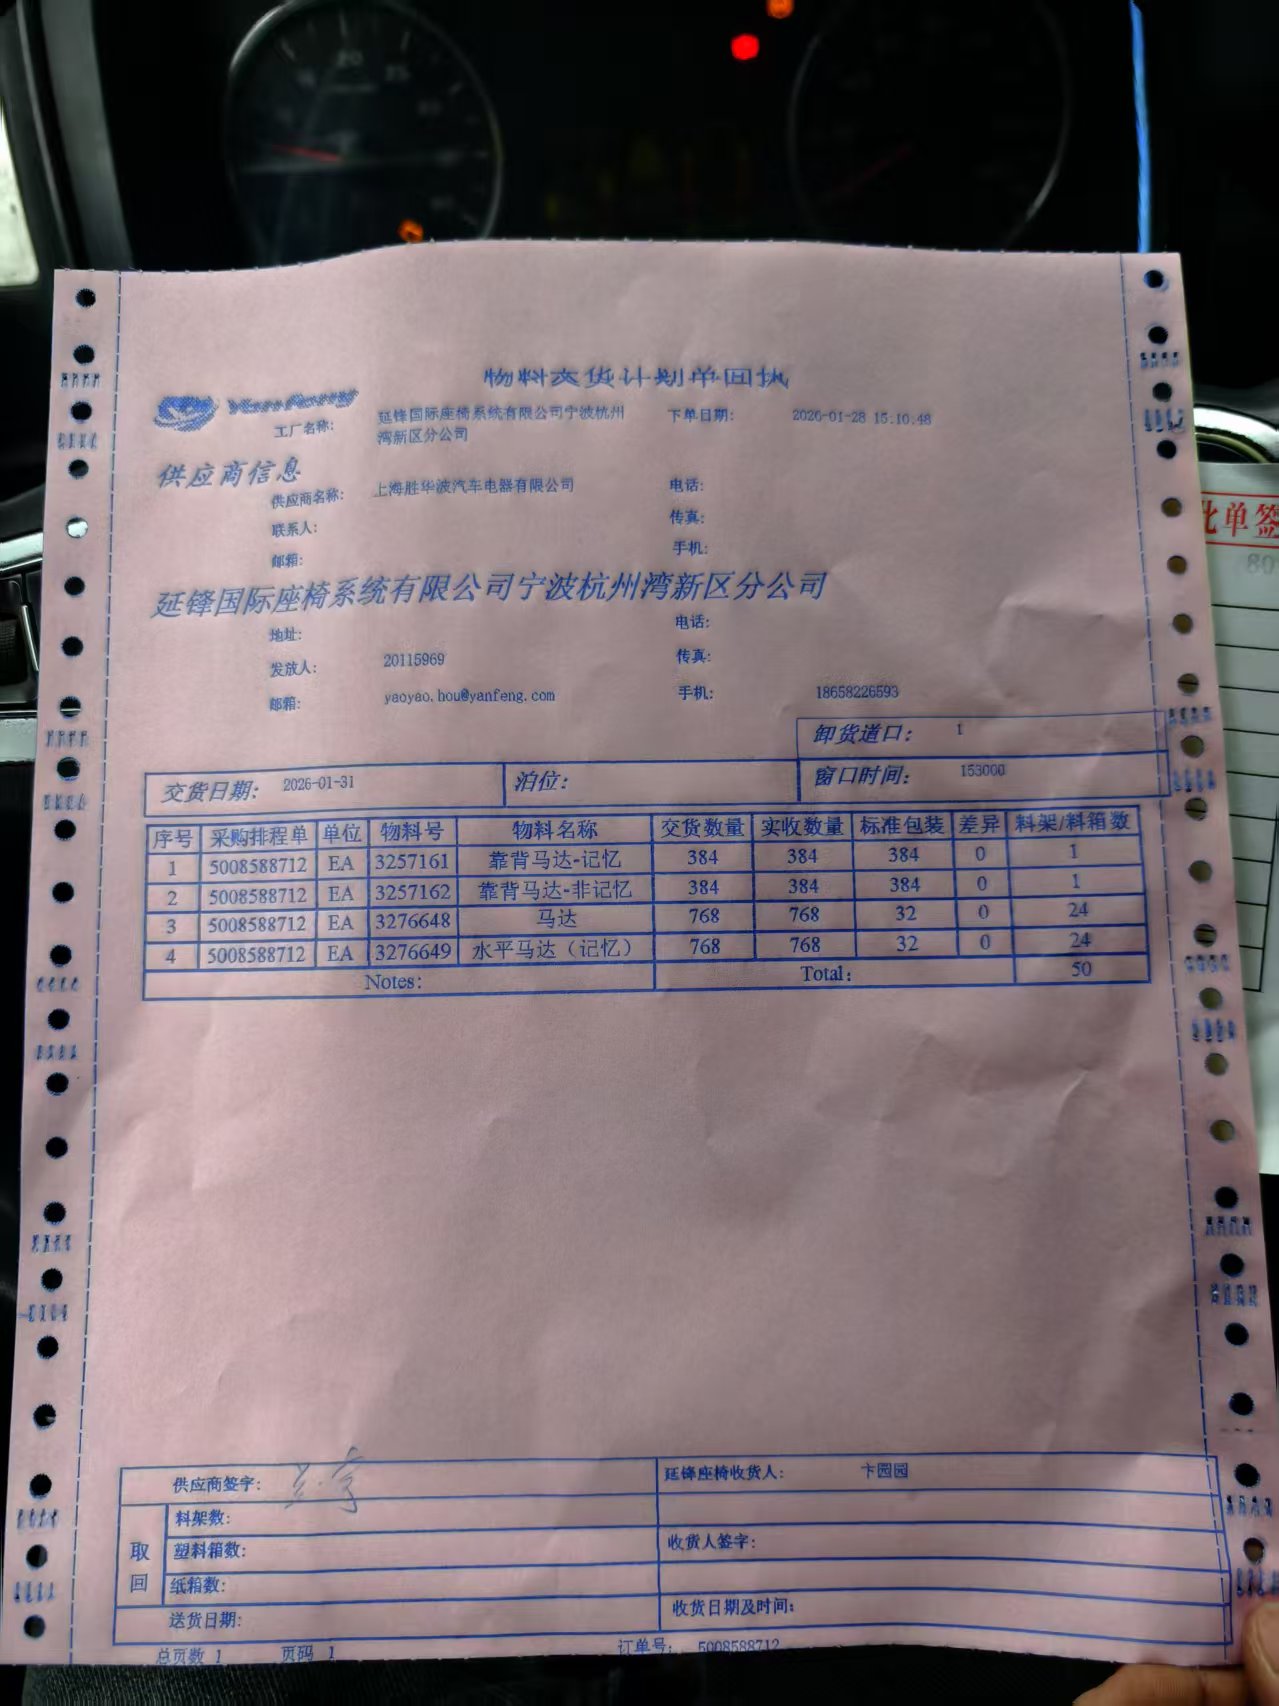 物料交货计划单回执
Yanfeng
工厂名称: 延锋国际座椅系统有限公司宁波杭州湾新区分公司 下单日期: 2026-01-28 15:10:48
供应商信息
供应商名称: 上海胜华波汽车电器有限公司 电话:
联系人: 传真:
邮箱: 手机:
延锋国际座椅系统有限公司宁波杭州湾新区分公司
地址: 电话:
发放人: 20115969 传真:
邮箱: yaoyao.hou@yanfeng.com 手机: 18658226593
卸货道口: 1
交货日期: 2026-01-31 泊位: 窗口时间: 153000
序号 采购排程单 单位 物料号 物料名称 交货数量 实收数量 标准包装 差异 料架/料箱数
1 5008588712 EA 3257161 靠背马达-记忆 384 384 384 0 1
2 5008588712 EA 3257162 靠背马达-非记忆 384 384 384 0 1
3 5008588712 EA 3276648 马达 768 768 32 0 24
4 5008588712 EA 3276649 水平马达（记忆） 768 768 32 0 24
Notes: Total: 50
供应商签字: 延锋座椅收货人: 卞园园
取回
料架数:
塑料箱数: 收货人签字:
纸箱数:
送货日期: 收货日期及时间:
总页数 1 页码 1 订单号: 5008588712
单签